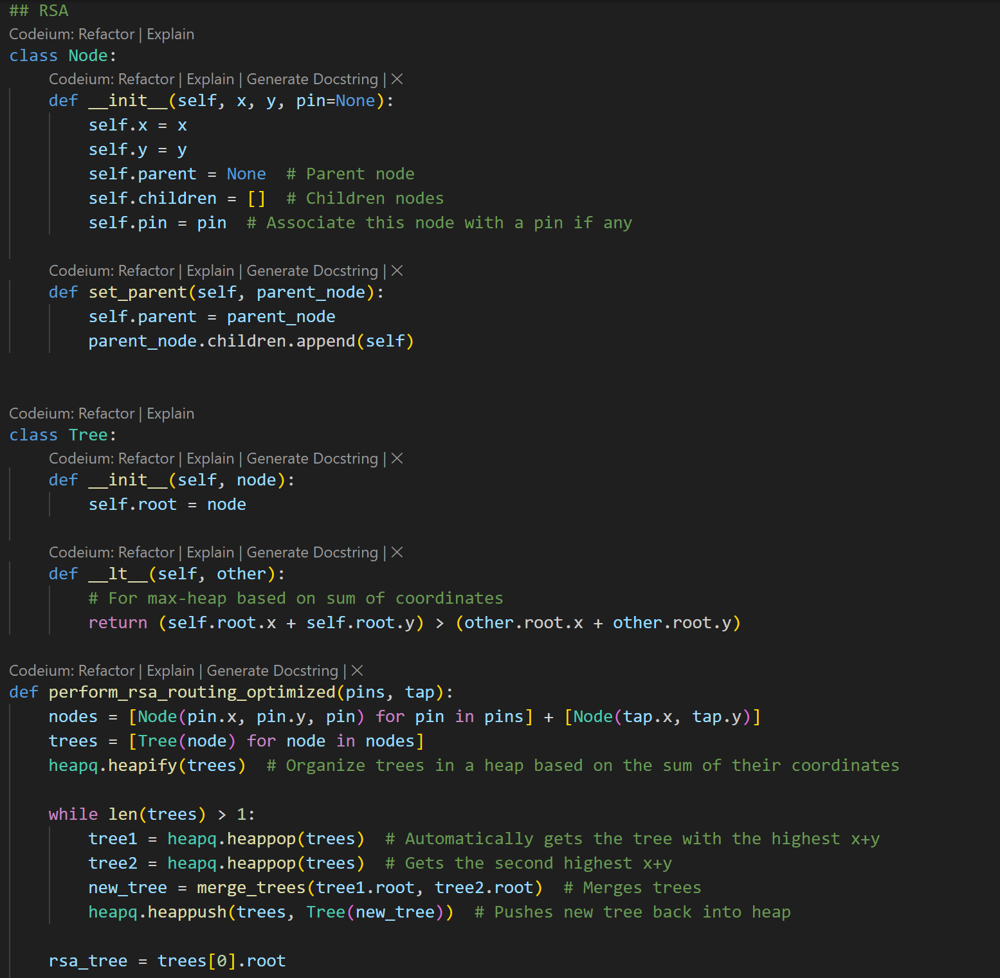 ## RSA
Codeium: Refactor | Explain
class Node:
    Codeium: Refactor | Explain | Generate Docstring | ×
    def __init__(self, x, y, pin=None):
        self.x = x
        self.y = y
        self.parent = None  # Parent node
        self.children = []  # Children nodes
        self.pin = pin  # Associate this node with a pin if any
    Codeium: Refactor | Explain | Generate Docstring | ×
    def set_parent(self, parent_node):
        self.parent = parent_node
        parent_node.children.append(self)
Codeium: Refactor | Explain
class Tree:
    Codeium: Refactor | Explain | Generate Docstring | ×
    def __init__(self, node):
        self.root = node
    Codeium: Refactor | Explain | Generate Docstring | ×
    def __lt__(self, other):
        # For max-heap based on sum of coordinates
        return (self.root.x + self.root.y) > (other.root.x + other.root.y)
Codeium: Refactor | Explain | Generate Docstring | ×
def perform_rsa_routing_optimized(pins, tap):
    nodes = [Node(pin.x, pin.y, pin) for pin in pins] + [Node(tap.x, tap.y)]
    trees = [Tree(node) for node in nodes]
    heapq.heapify(trees)  # Organize trees in a heap based on the sum of their coordinates
    while len(trees) > 1:
        tree1 = heapq.heappop(trees)  # Automatically gets the tree with the highest x+y
        tree2 = heapq.heappop(trees)  # Gets the second highest x+y
        new_tree = merge_trees(tree1.root, tree2.root)  # Merges trees
        heapq.heappush(trees, Tree(new_tree))  # Pushes new tree back into heap
    rsa_tree = trees[0].root